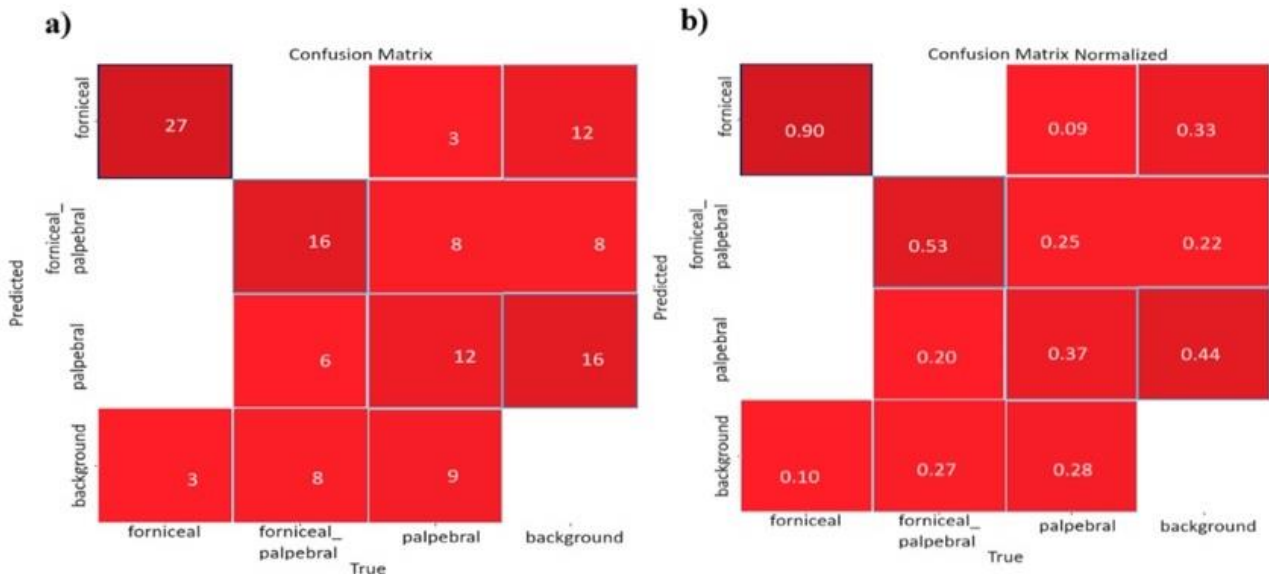 a)
Confusion Matrix
forniceal
27
3
12
forniceal_
palpebral
16
8
8
palpebral
6
12
16
background
3
8
9
Predicted
forniceal
forniceal_
palpebral
palpebral
background
True
b)
Confusion Matrix Normalized
forniceal
0.90
0.09
0.33
forniceal_
palpebral
0.53
0.25
0.22
palpebral
0.20
0.37
0.44
background
0.10
0.27
0.28
Predicted
forniceal
forniceal_
palpebral
palpebral
background
True